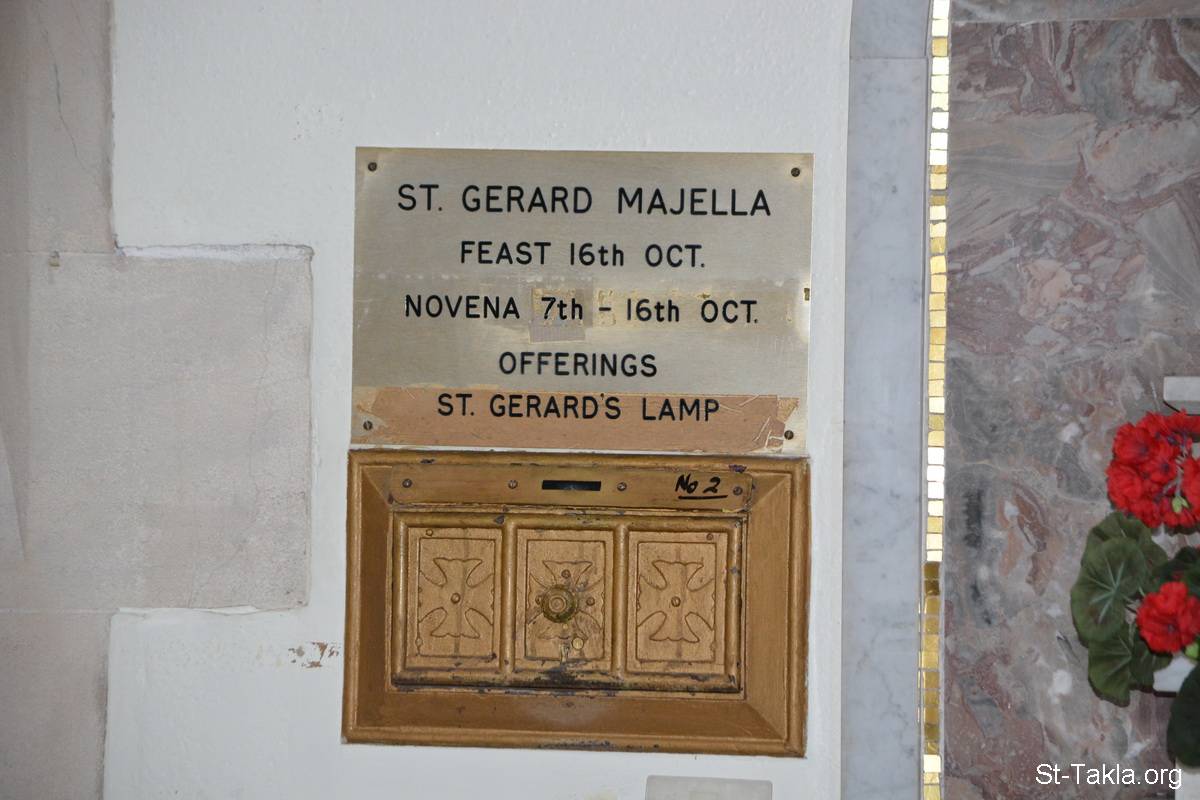 ST. GERARD MAJELLA
FEAST 16th OCT.
NOVENA 7th - 16th OCT.
OFFERINGS
ST. GERARD'S LAMP
No 2
St-Takla.org